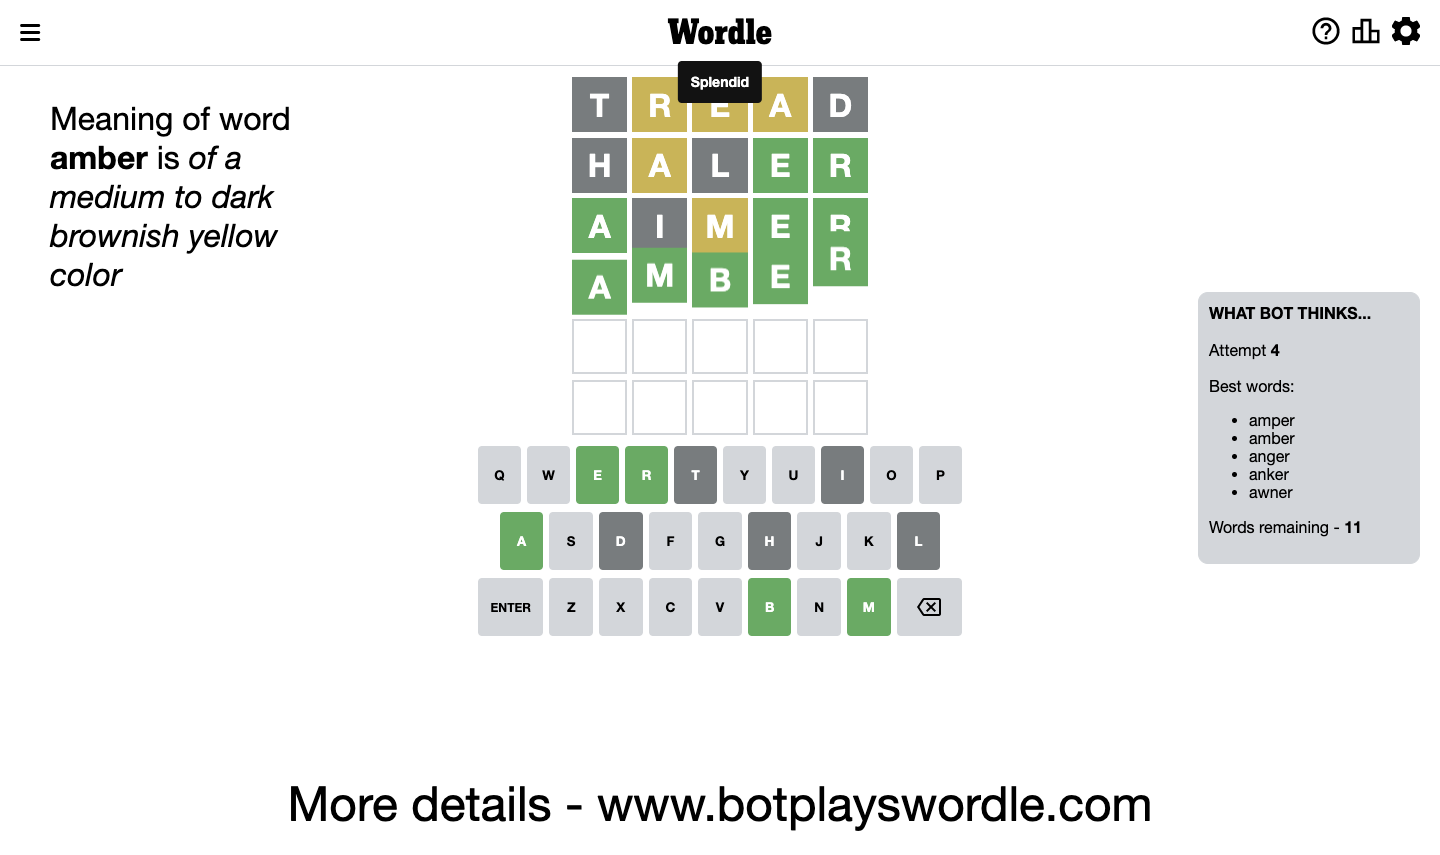 Wordle
Splendid
Meaning of word
amber is of a
medium to dark
brownish yellow
color
T R E A D
H A L E R
A I M E R
A M B E R
Q W E R T Y U I O P
A S D F G H J K L
ENTER Z X C V B N M
WHAT BOT THINKS...
Attempt 4
Best words:
• amper
• amber
• anger
• anker
• awner
Words remaining - 11
More details - www.botplayswordle.com